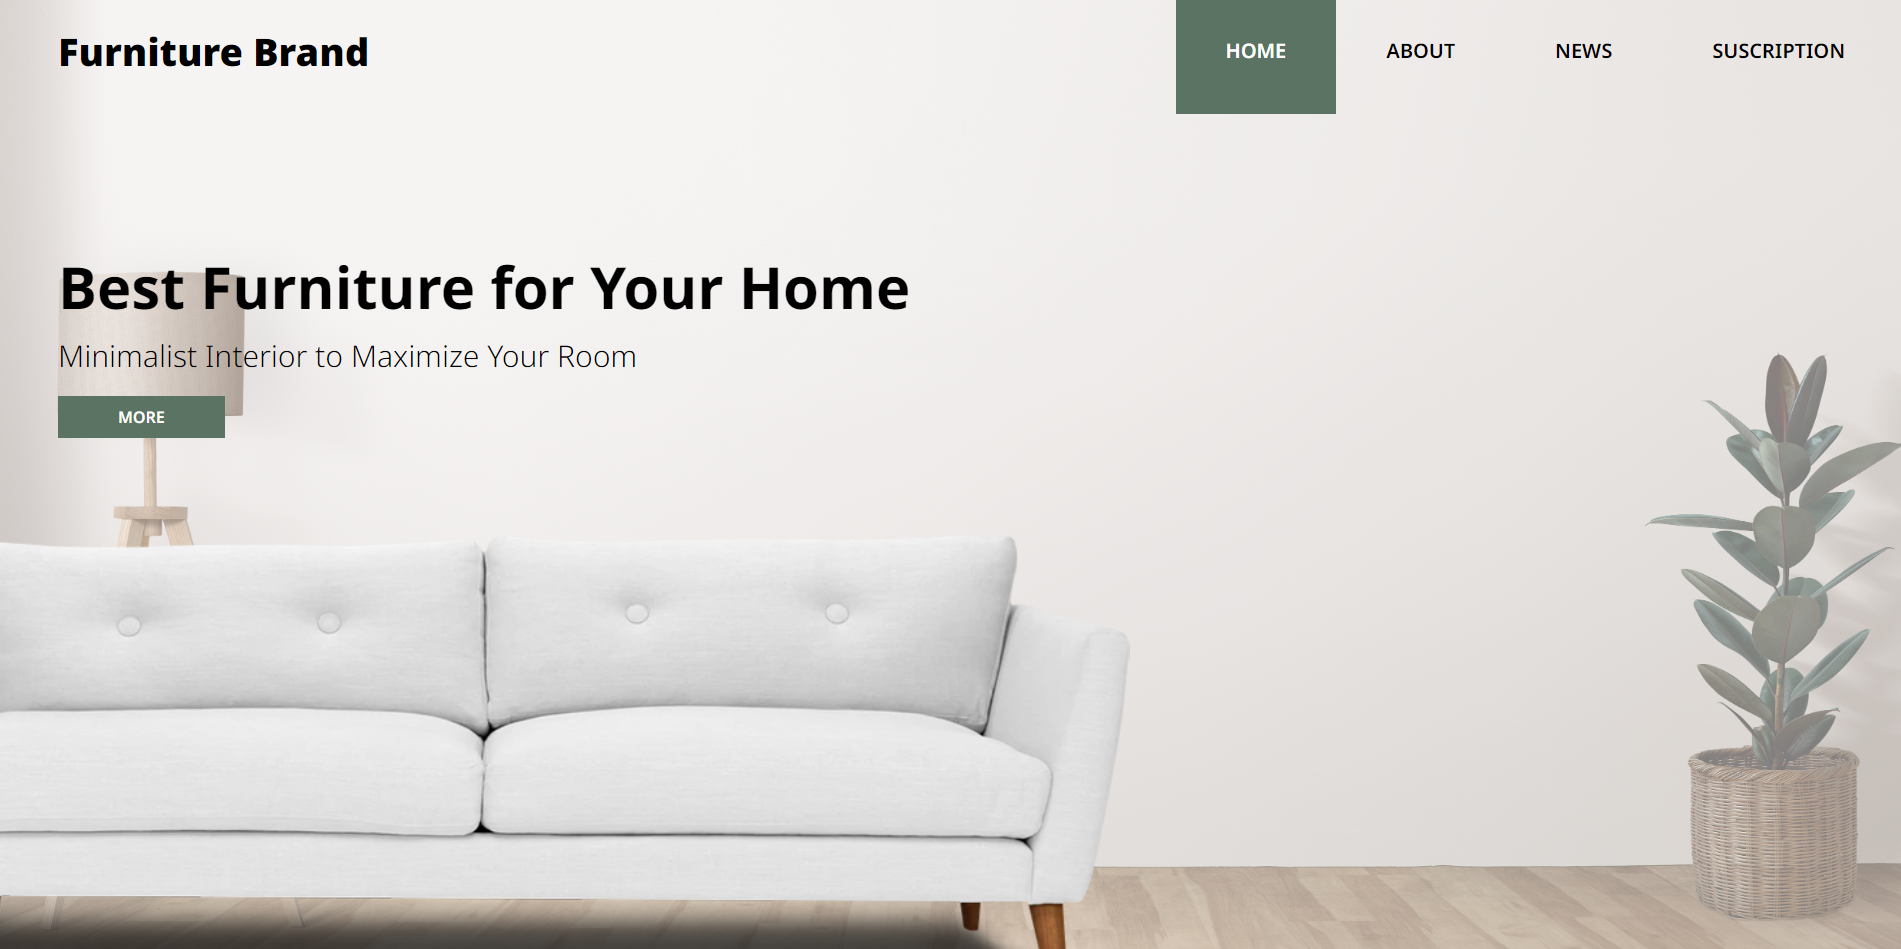 Furniture Brand
HOME ABOUT NEWS SUSCRIPTION
Best Furniture for Your Home
Minimalist Interior to Maximize Your Room
MORE